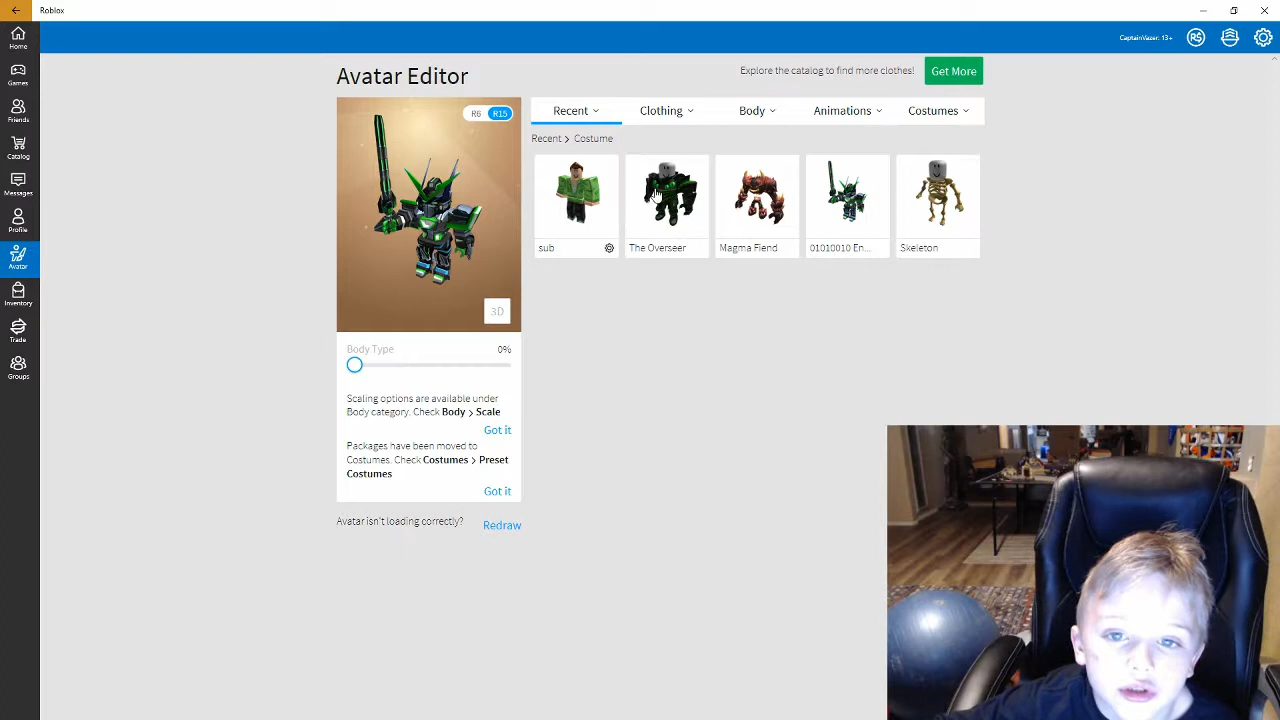 Roblox
CaptainVazer: 13+
R$
Home
Games
Friends
Catalog
Messages
Profile
Avatar
Inventory
Trade
Groups
Avatar Editor
Explore the catalog to find more clothes!
Get More
R6 R15
3D
Body Type 0%
Scaling options are available under
Body category. Check Body > Scale
Got it
Packages have been moved to
Costumes. Check Costumes > Preset
Costumes
Got it
Avatar isn't loading correctly? Redraw
Recent Clothing Body Animations Costumes
Recent > Costume
sub
The Overseer
Magma Fiend
01010010 En...
Skeleton